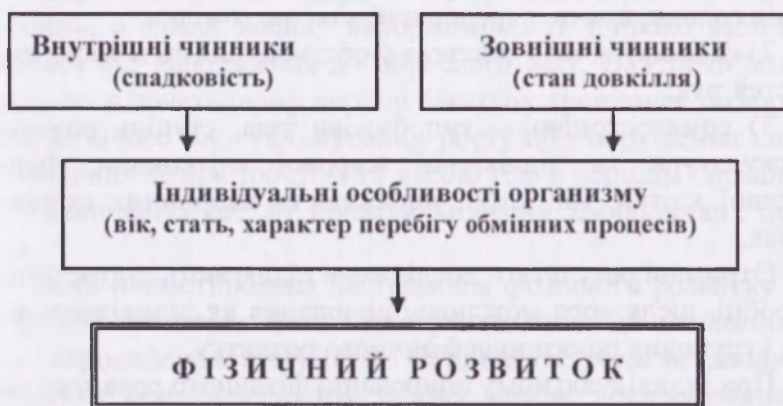 Внутрішні чинники
(спадковість)
Зовнішні чинники
(стан довкілля)
Індивідуальні особливості організму
(вік, стать, характер перебігу обмінних процесів)
ФІЗИЧНИЙ РОЗВИТОК